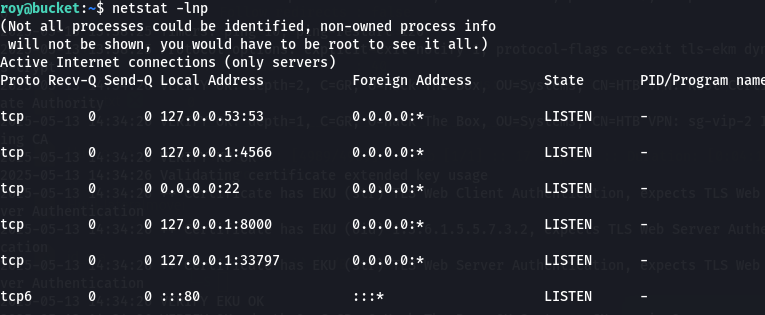 roy@bucket:~$ netstat -lnp
(Not all processes could be identified, non-owned process info
 will not be shown, you would have to be root to see it all.)
Active Internet connections (only servers)
Proto Recv-Q Send-Q Local Address           Foreign Address         State       PID/Program name
tcp        0      0 127.0.0.53:53           0.0.0.0:*               LISTEN      -
tcp        0      0 127.0.0.1:4566          0.0.0.0:*               LISTEN      -
tcp        0      0 0.0.0.0:22              0.0.0.0:*               LISTEN      -
tcp        0      0 127.0.0.1:8000          0.0.0.0:*               LISTEN      -
tcp        0      0 127.0.0.1:33797         0.0.0.0:*               LISTEN      -
tcp6       0      0 :::80                   :::*                    LISTEN      -